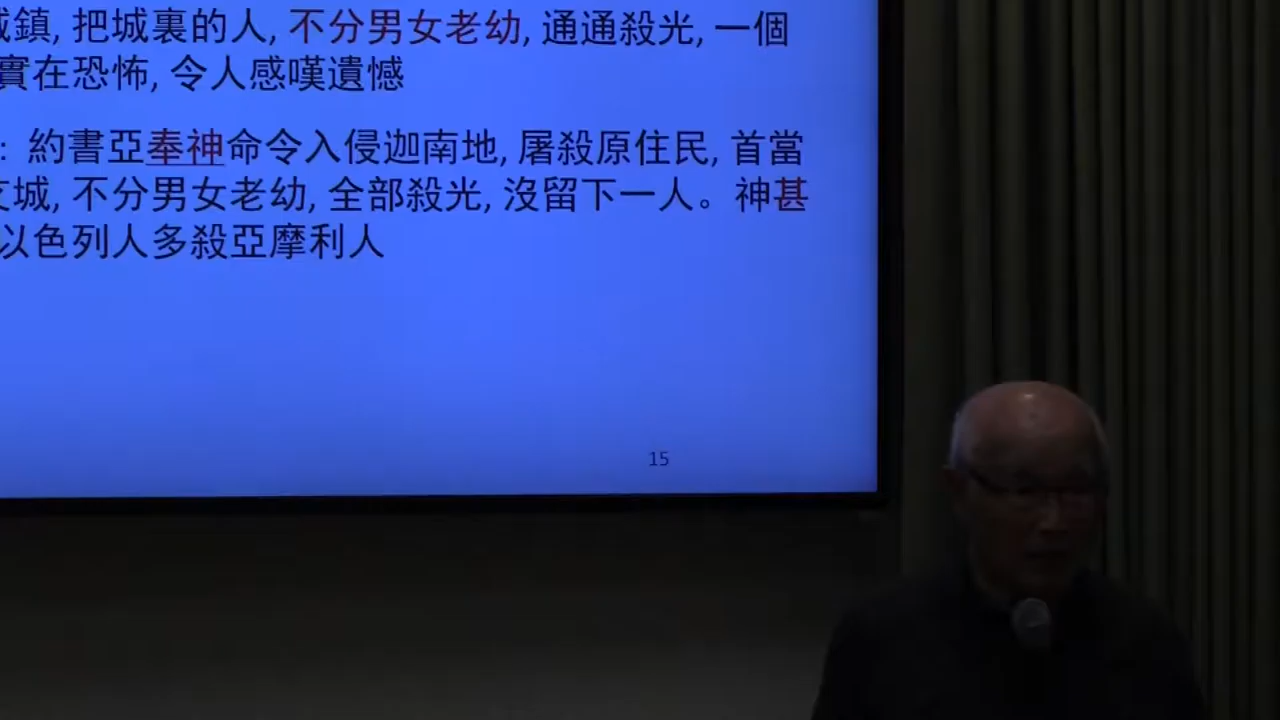 鎮, 把城裏的人, 不分男女老幼, 通通殺光, 一個
實在恐怖, 令人感嘆遺憾
: 約書亞奉神命令入侵迦南地, 屠殺原住民, 首當
城, 不分男女老幼, 全部殺光, 沒留下一人。神甚
以色列人多殺亞摩利人
15